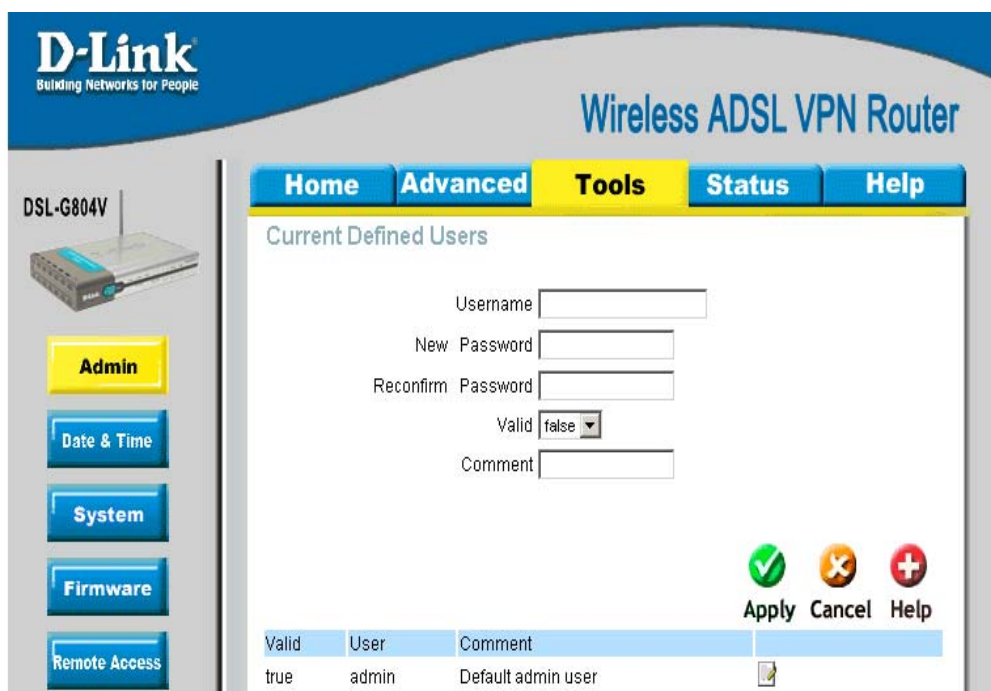 D-Link
Building Networks for People
Wireless ADSL VPN Router
DSL-G804V
Home Advanced Tools Status Help
Current Defined Users
Username
New Password
Reconfirm Password
Valid false
Comment
Admin
Date & Time
System
Firmware
Remote Access
Apply Cancel Help
Valid User Comment
true admin Default admin user